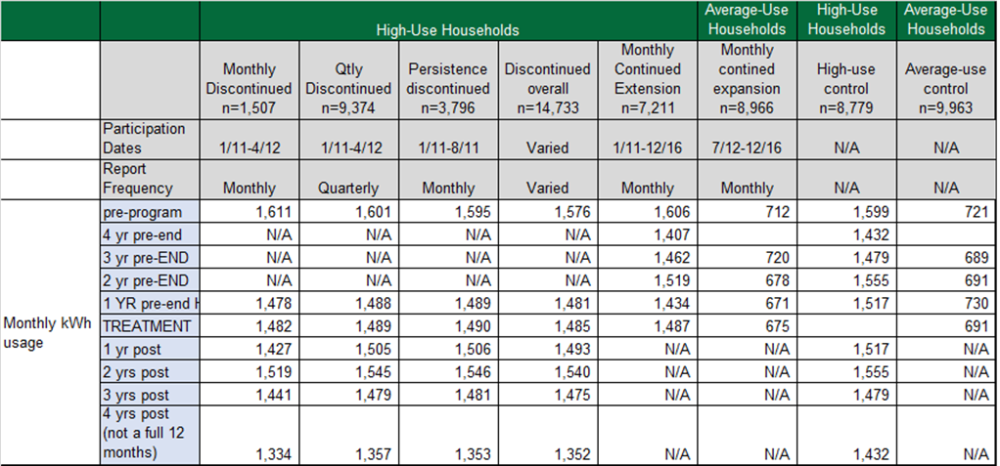 High-Use Households Average-Use Households High-Use Households Average-Use Households
Monthly Discontinued n=1,507 Qtly Discontinued n=9,374 Persistence discontinued n=3,796 Discontinued overall n=14,733 Monthly Continued Extension n=7,211 Monthly contined expansion n=8,966 High-use control n=8,779 Average-use control n=9,963
Participation Dates 1/11-4/12 1/11-4/12 1/11-8/11 Varied 1/11-12/16 7/12-12/16 N/A N/A
Report Frequency Monthly Quarterly Monthly Varied Monthly Monthly N/A N/A
Monthly kWh usage
pre-program 1,611 1,601 1,595 1,576 1,606 712 1,599 721
4 yr pre-end N/A N/A N/A N/A 1,407 1,432
3 yr pre-END N/A N/A N/A N/A 1,462 720 1,479 689
2 yr pre-END N/A N/A N/A N/A 1,519 678 1,555 691
1 YR pre-end H 1,478 1,488 1,489 1,481 1,434 671 1,517 730
TREATMENT 1,482 1,489 1,490 1,485 1,487 675 691
1 yr post 1,427 1,505 1,506 1,493 N/A N/A 1,517 N/A
2 yrs post 1,519 1,545 1,546 1,540 N/A N/A 1,555 N/A
3 yrs post 1,441 1,479 1,481 1,475 N/A N/A 1,479 N/A
4 yrs post (not a full 12 months) 1,334 1,357 1,353 1,352 N/A N/A 1,432 N/A